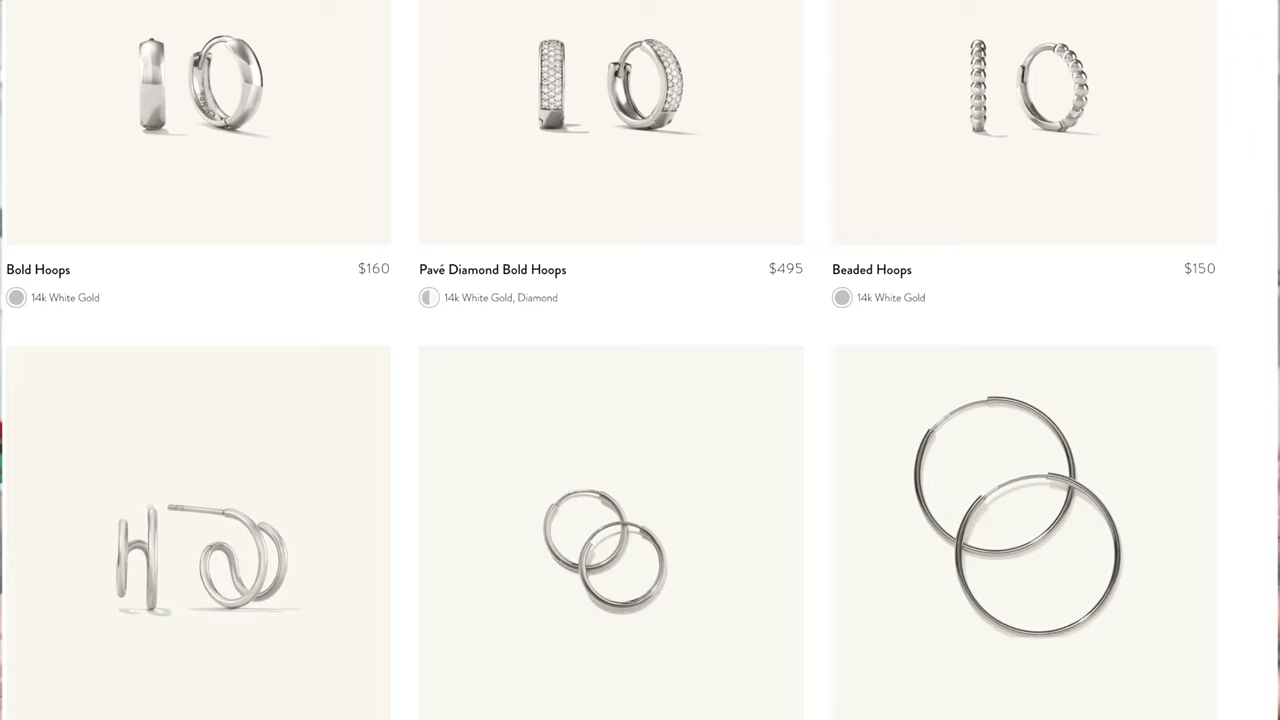 Bold Hoops $160
14k White Gold
Pavé Diamond Bold Hoops $495
14k White Gold, Diamond
Beaded Hoops $150
14k White Gold